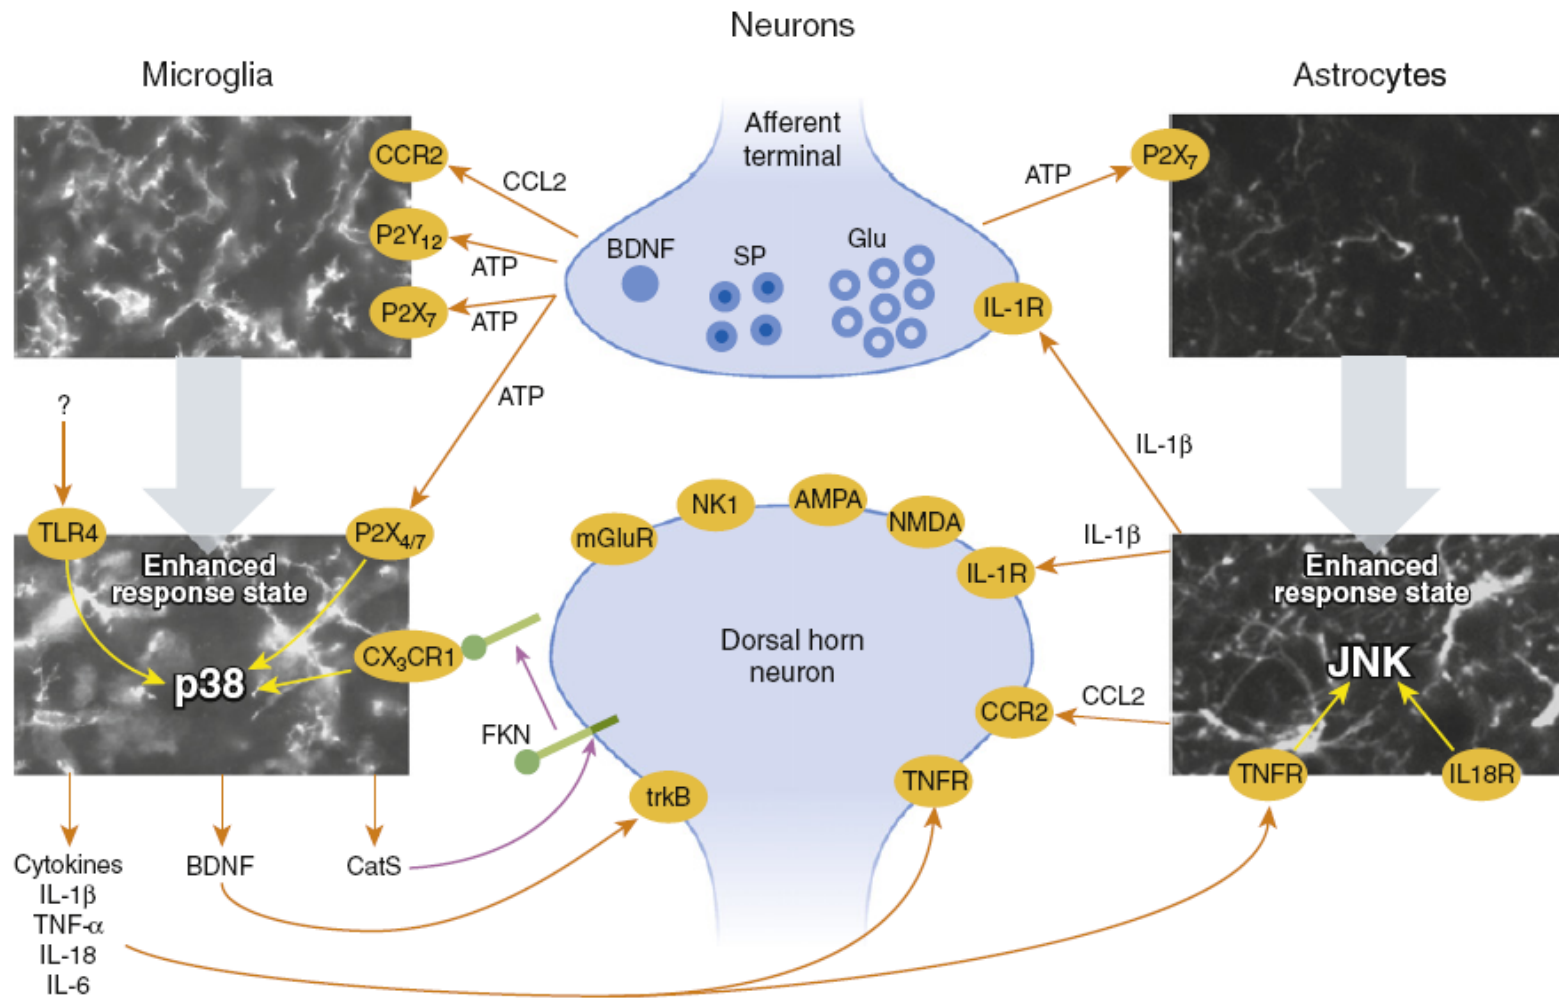 Neurons
Microglia
Astrocytes
Afferent
terminal
CCR2
CCL2
P2Y12
ATP
P2X7
ATP
ATP
BDNF
SP
Glu
IL-1R
ATP
P2X7
?
TLR4
P2X4/7
Enhanced
response state
p38
CX3CR1
FKN
mGluR
NK1
AMPA
NMDA
IL-1R
IL-1β
IL-1β
Dorsal horn
neuron
CCR2
CCL2
TNFR
trkB
Enhanced
response state
JNK
TNFR
IL18R
Cytokines
IL-1β
TNF-α
IL-18
IL-6
BDNF
CatS